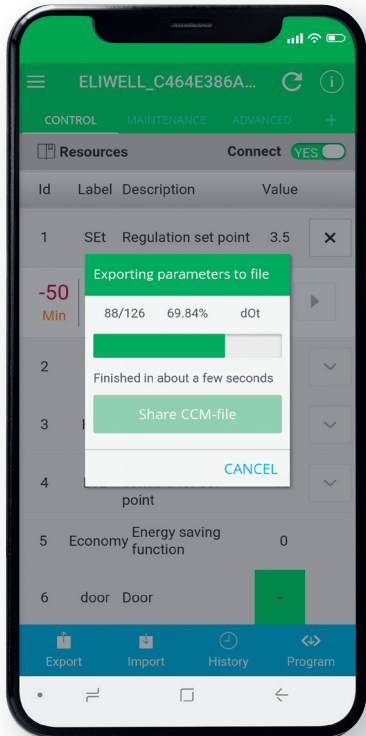 ELIWELL_C464E386A...
CONTROL MAINTENANCE ADVANCED +
Resources Connect YES
Id Label Description Value
1 SEt Regulation set point 3.5
-50
Min
Exporting parameters to file
88/126 69.84% dOt
Finished in about a few seconds
Share CCM-file
CANCEL
2
3
4
point
5 Economy Energy saving function 0
6 door Door -
Export Import History Program